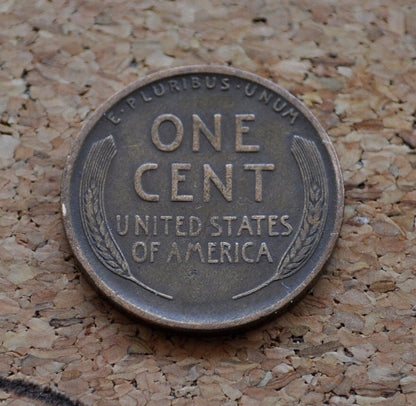 E·PLURIBUS·UNUM
ONE
CENT
UNITED STATES
OF AMERICA